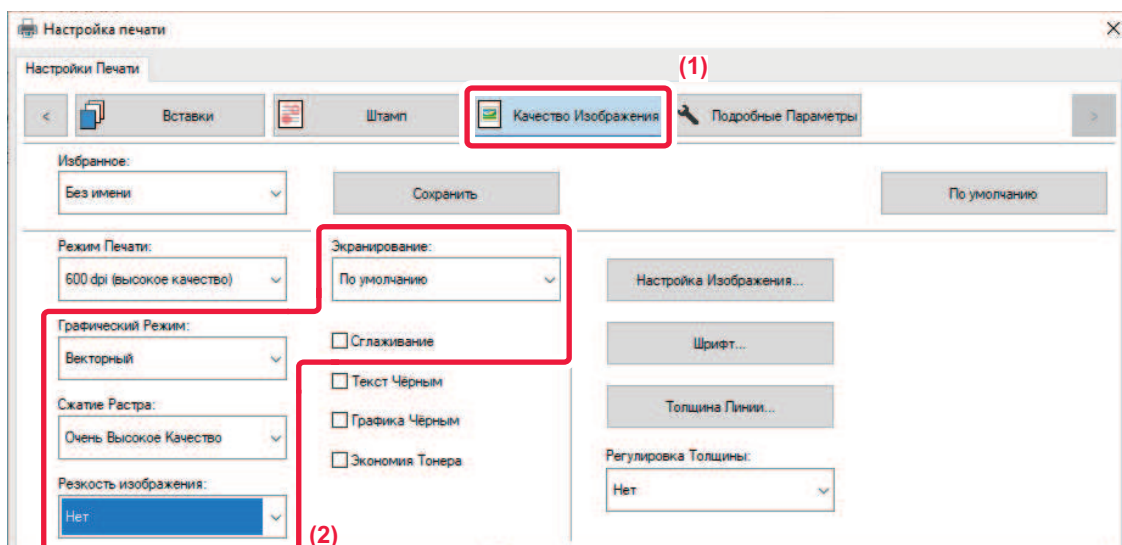 Настройка печати
Настройки Печати
(1)
<
Вставки
Штамп
Качество Изображения
Подробные Параметры
>
Избранное:
Без имени
Сохранить
По умолчанию
Режим Печати:
600 dpi (высокое качество)
Экранирование:
По умолчанию
Настройка Изображения...
Графический Режим:
Векторный
Сглаживание
Шрифт...
Текст Чёрным
Сжатие Растра:
Очень Высокое Качество
Графика Чёрным
Толщина Линии...
Экономия Тонера
Регулировка Толщины:
Нет
Резкость изображения:
Нет
(2)